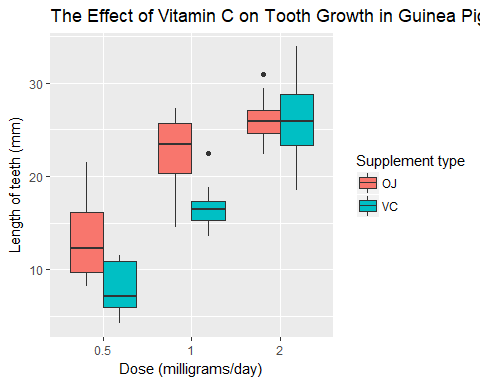 The Effect of Vitamin C on Tooth Growth in Guinea Pig
Length of teeth (mm)
30
20
10
0.5
1
2
Dose (milligrams/day)
Supplement type
OJ
VC